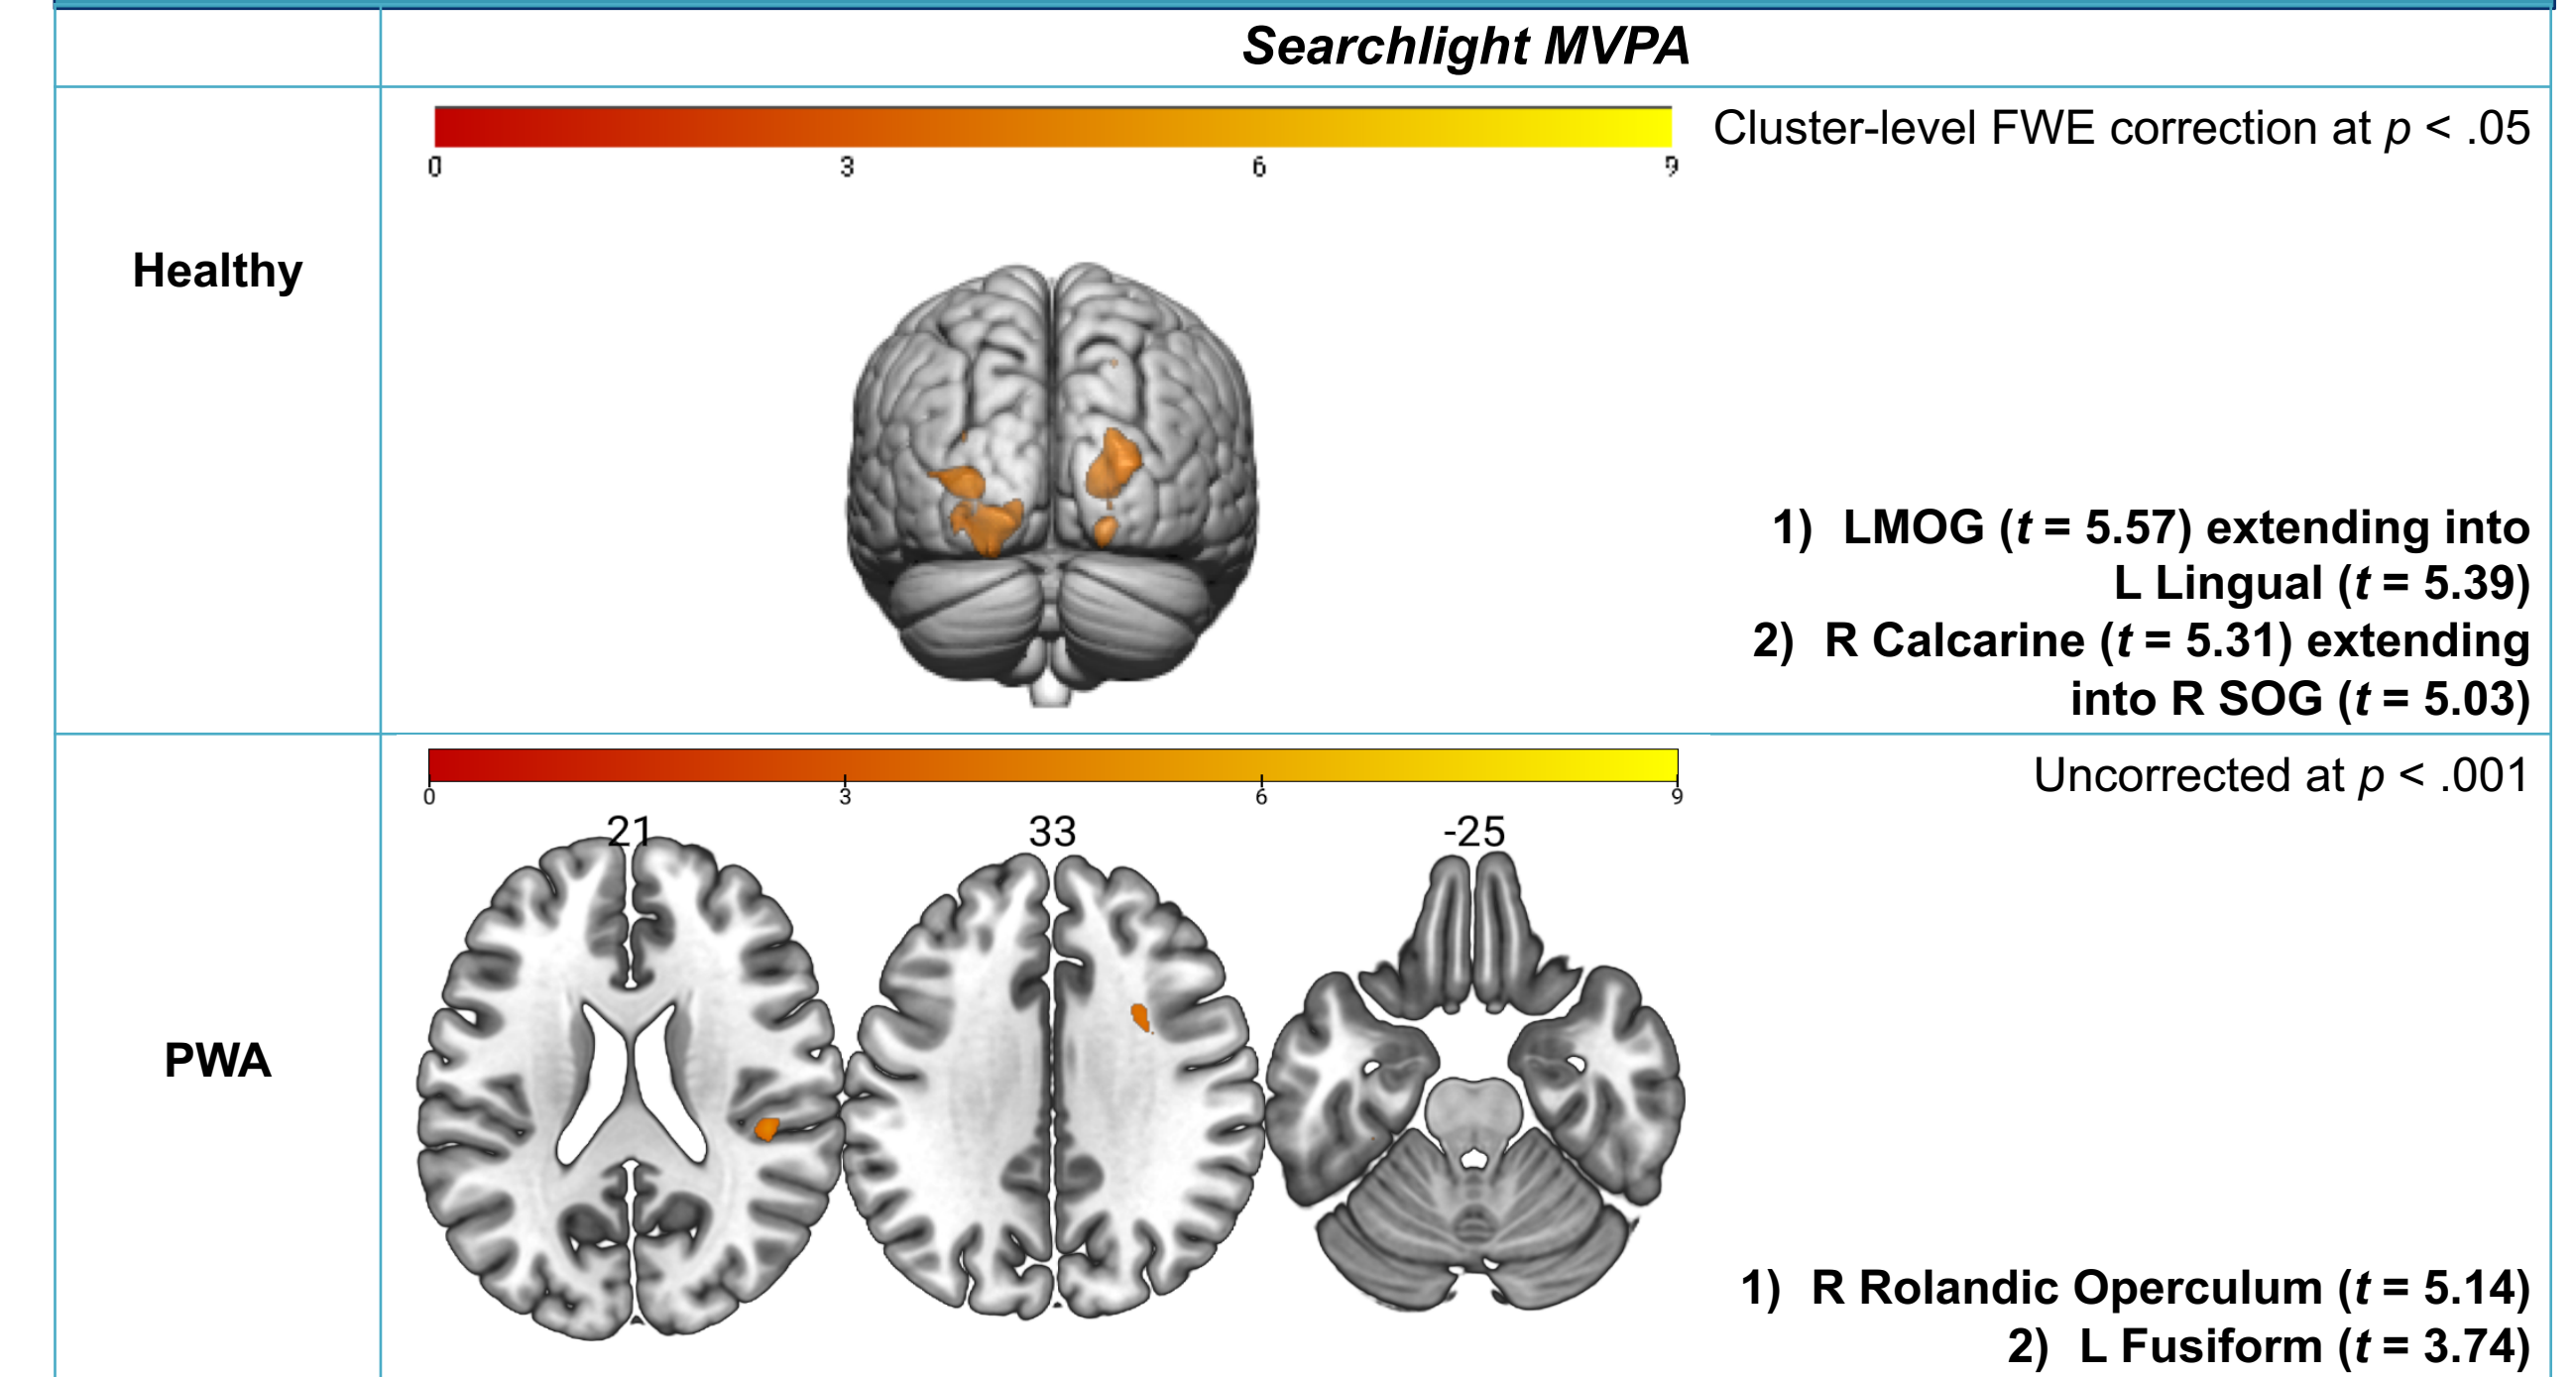 Searchlight MVPA
0 3 6 9
Cluster-level FWE correction at p < .05
Healthy
1) LMOG (t = 5.57) extending into
L Lingual (t = 5.39)
2) R Calcarine (t = 5.31) extending
into R SOG (t = 5.03)
0 3 6 9
Uncorrected at p < .001
21 33 -25
PWA
1) R Rolandic Operculum (t = 5.14)
2) L Fusiform (t = 3.74)